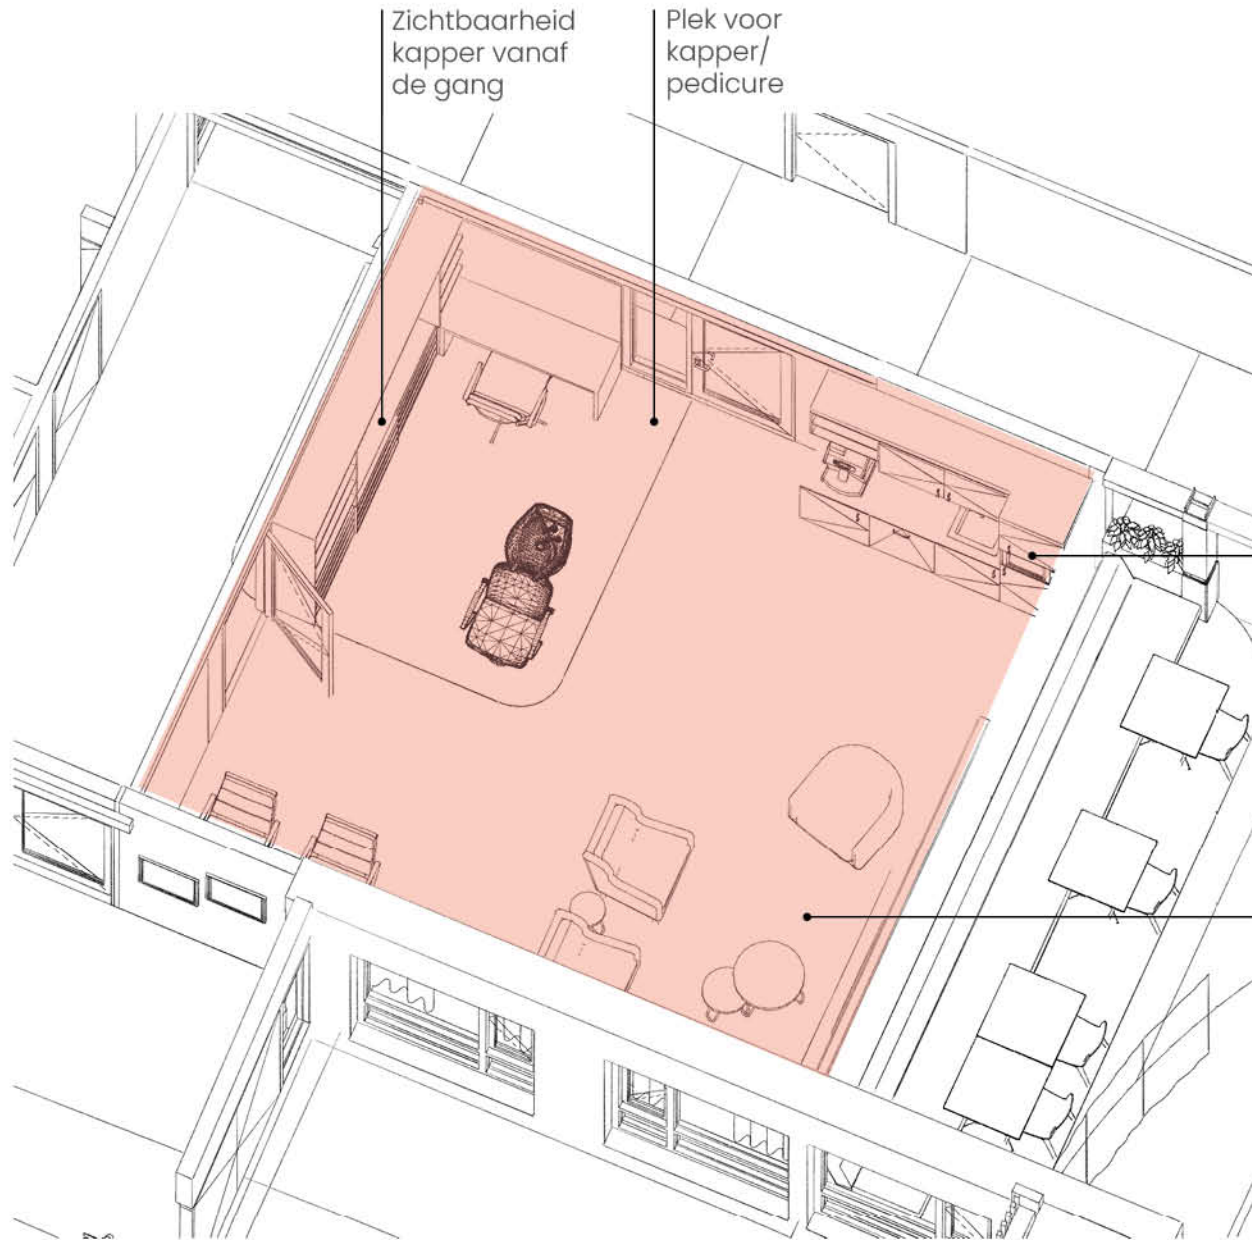 Zichtbaarheid
kapper vanaf
de gang
Plek voor
kapper/
pedicure